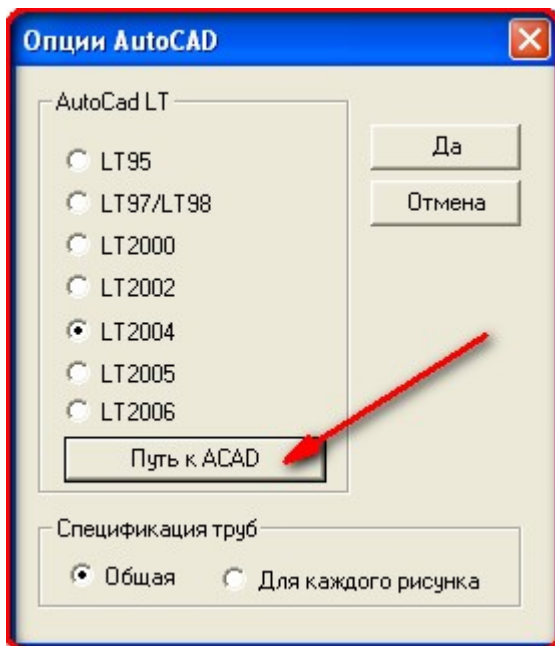 Опции AutoCAD
AutoCad LT
LT95
LT97/LT98
LT2000
LT2002
LT2004
LT2005
LT2006
Путь к ACAD
Да
Отмена
Спецификация труб
Общая
Для каждого рисунка